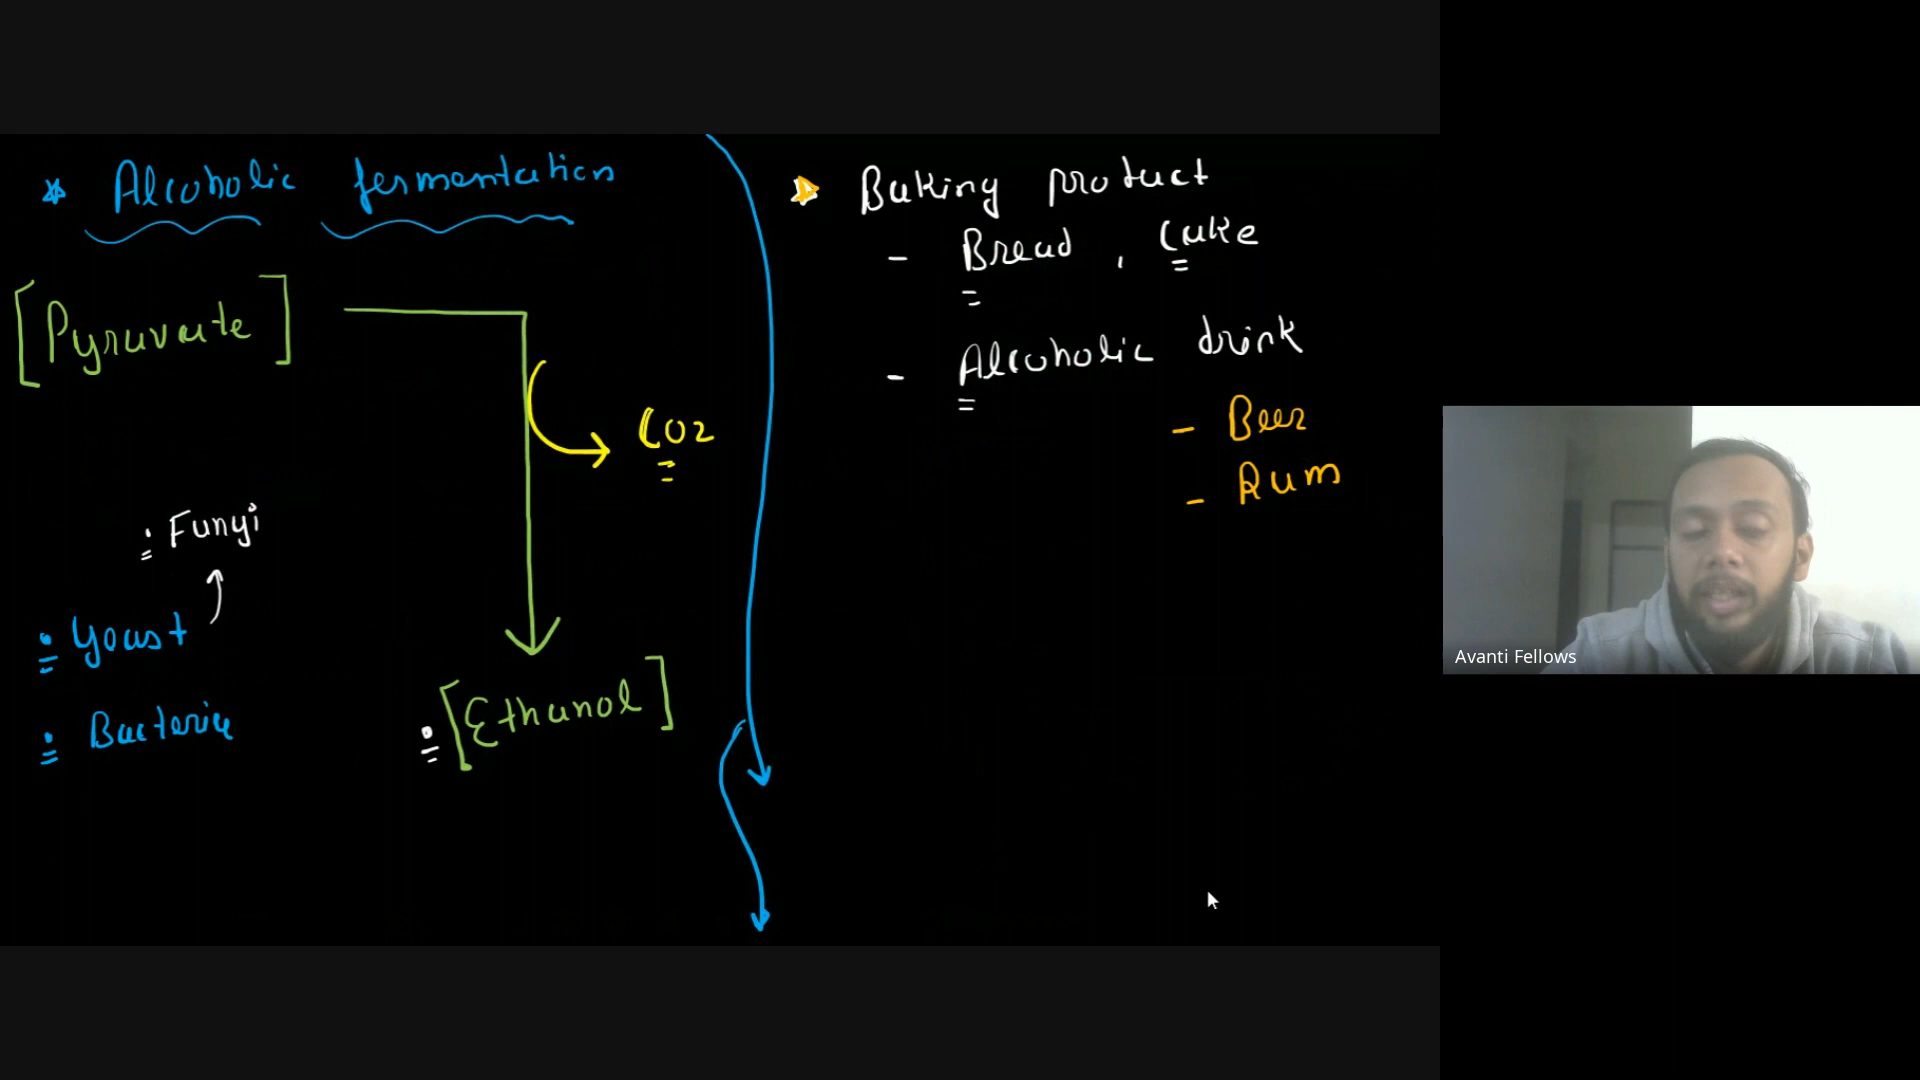 * Alcoholic fermentation
[Pyruvate]
CO2
Fungi
Yeast
Bacteria
[Ethanol]
Baking product
- Bread, Cake
- Alcoholic drink
- Beer
- Rum
Avanti Fellows